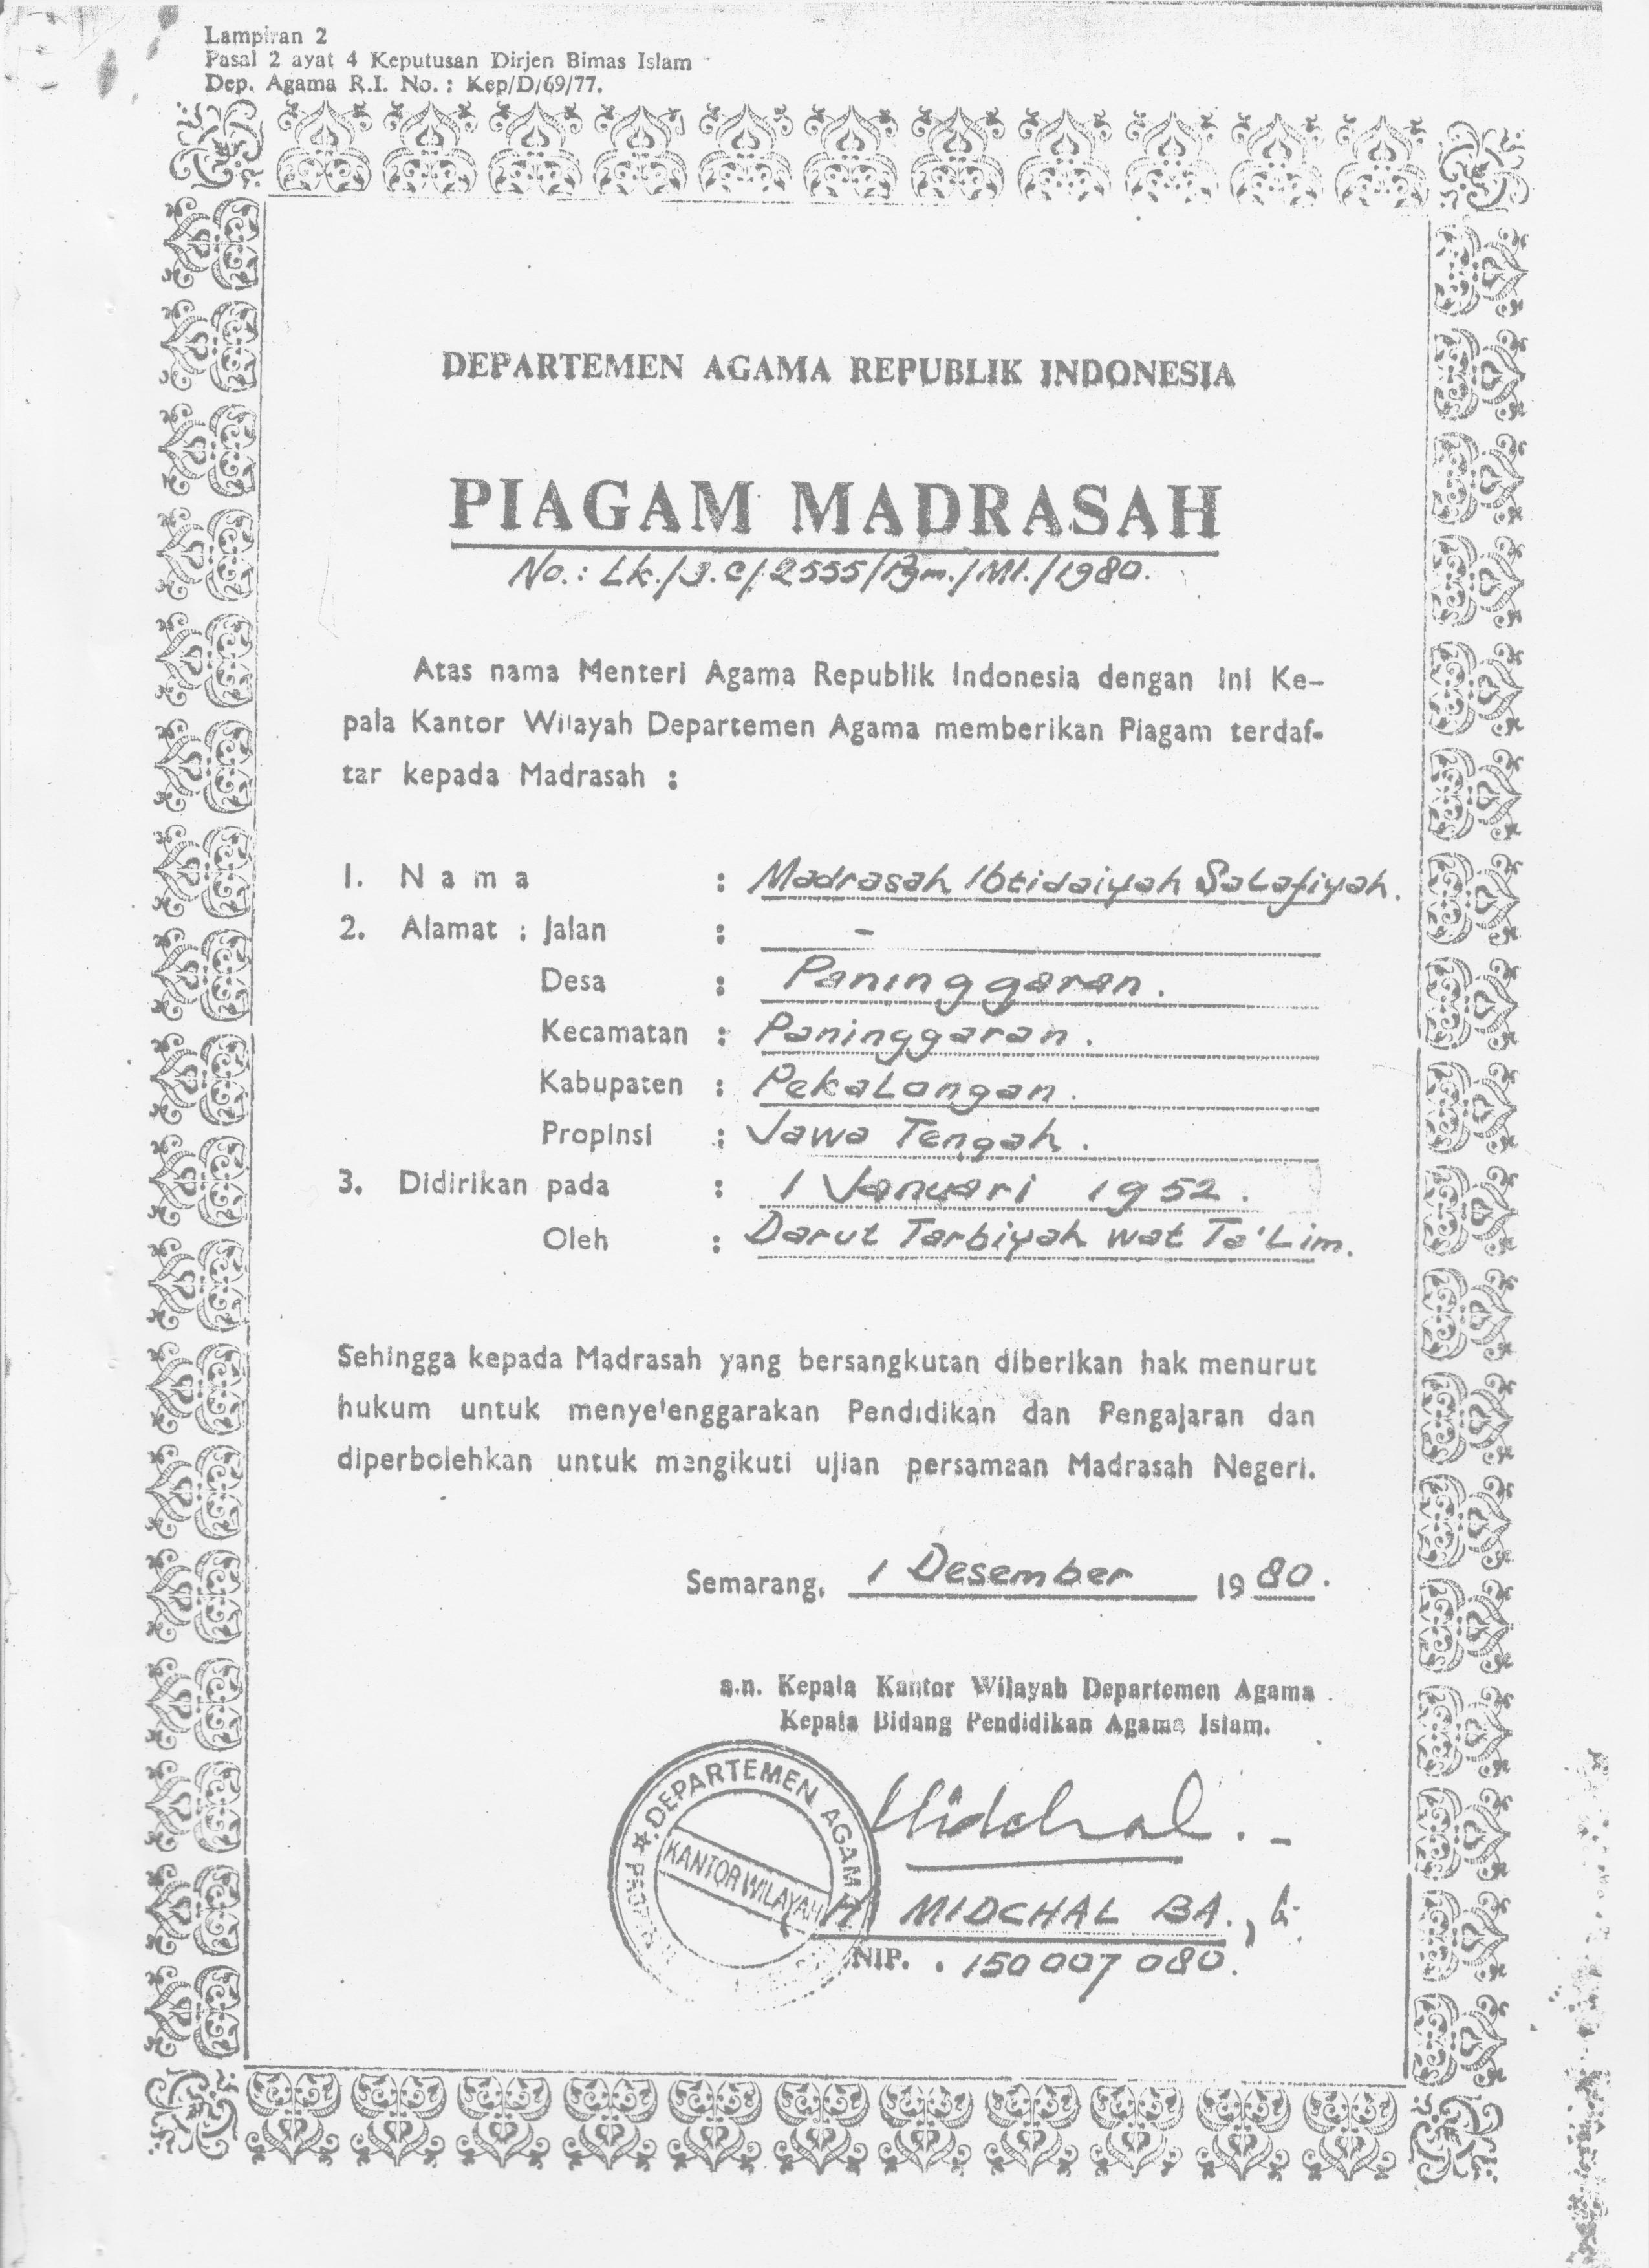 Lampiran 2
Pasal 2 ayat 4 Keputusan Dirjen Bimas Islam
Dep. Agama R.I. No. : Kep/D/69/77.
DEPARTEMEN AGAMA REPUBLIK INDONESIA
PIAGAM MADRASAH
No.: Lk./3.c/2555/Pgm./MI./1980.
Atas nama Menteri Agama Republik Indonesia dengan ini Ke-
pala Kantor Wilayah Departemen Agama memberikan Piagam terdaf-
tar kepada Madrasah :
1. Nama : Madrasah Ibtidaiyah Salafiyah.
2. Alamat : Jalan : -
Desa : Paninggaran.
Kecamatan : Paninggaran.
Kabupaten : Pekalongan.
Propinsi : Jawa Tengah.
3. Didirikan pada : 1 Januari 1952.
Oleh : Darut Tarbiyah wat Ta'Lim.
Sehingga kepada Madrasah yang bersangkutan diberikan hak menurut
hukum untuk menyelenggarakan Pendidikan dan Pengajaran dan
diperbolehkan untuk mengikuti ujian persamaan Madrasah Negeri.
Semarang, 1 Desember 1980.
a.n. Kepala Kantor Wilayah Departemen Agama
Kepala Bidang Pendidikan Agama Islam.
DEPARTEMEN AGAMA
KANTOR WILAYAH
Midchal.-
(H MIDCHAL BA.,
NIP. . 150007080.